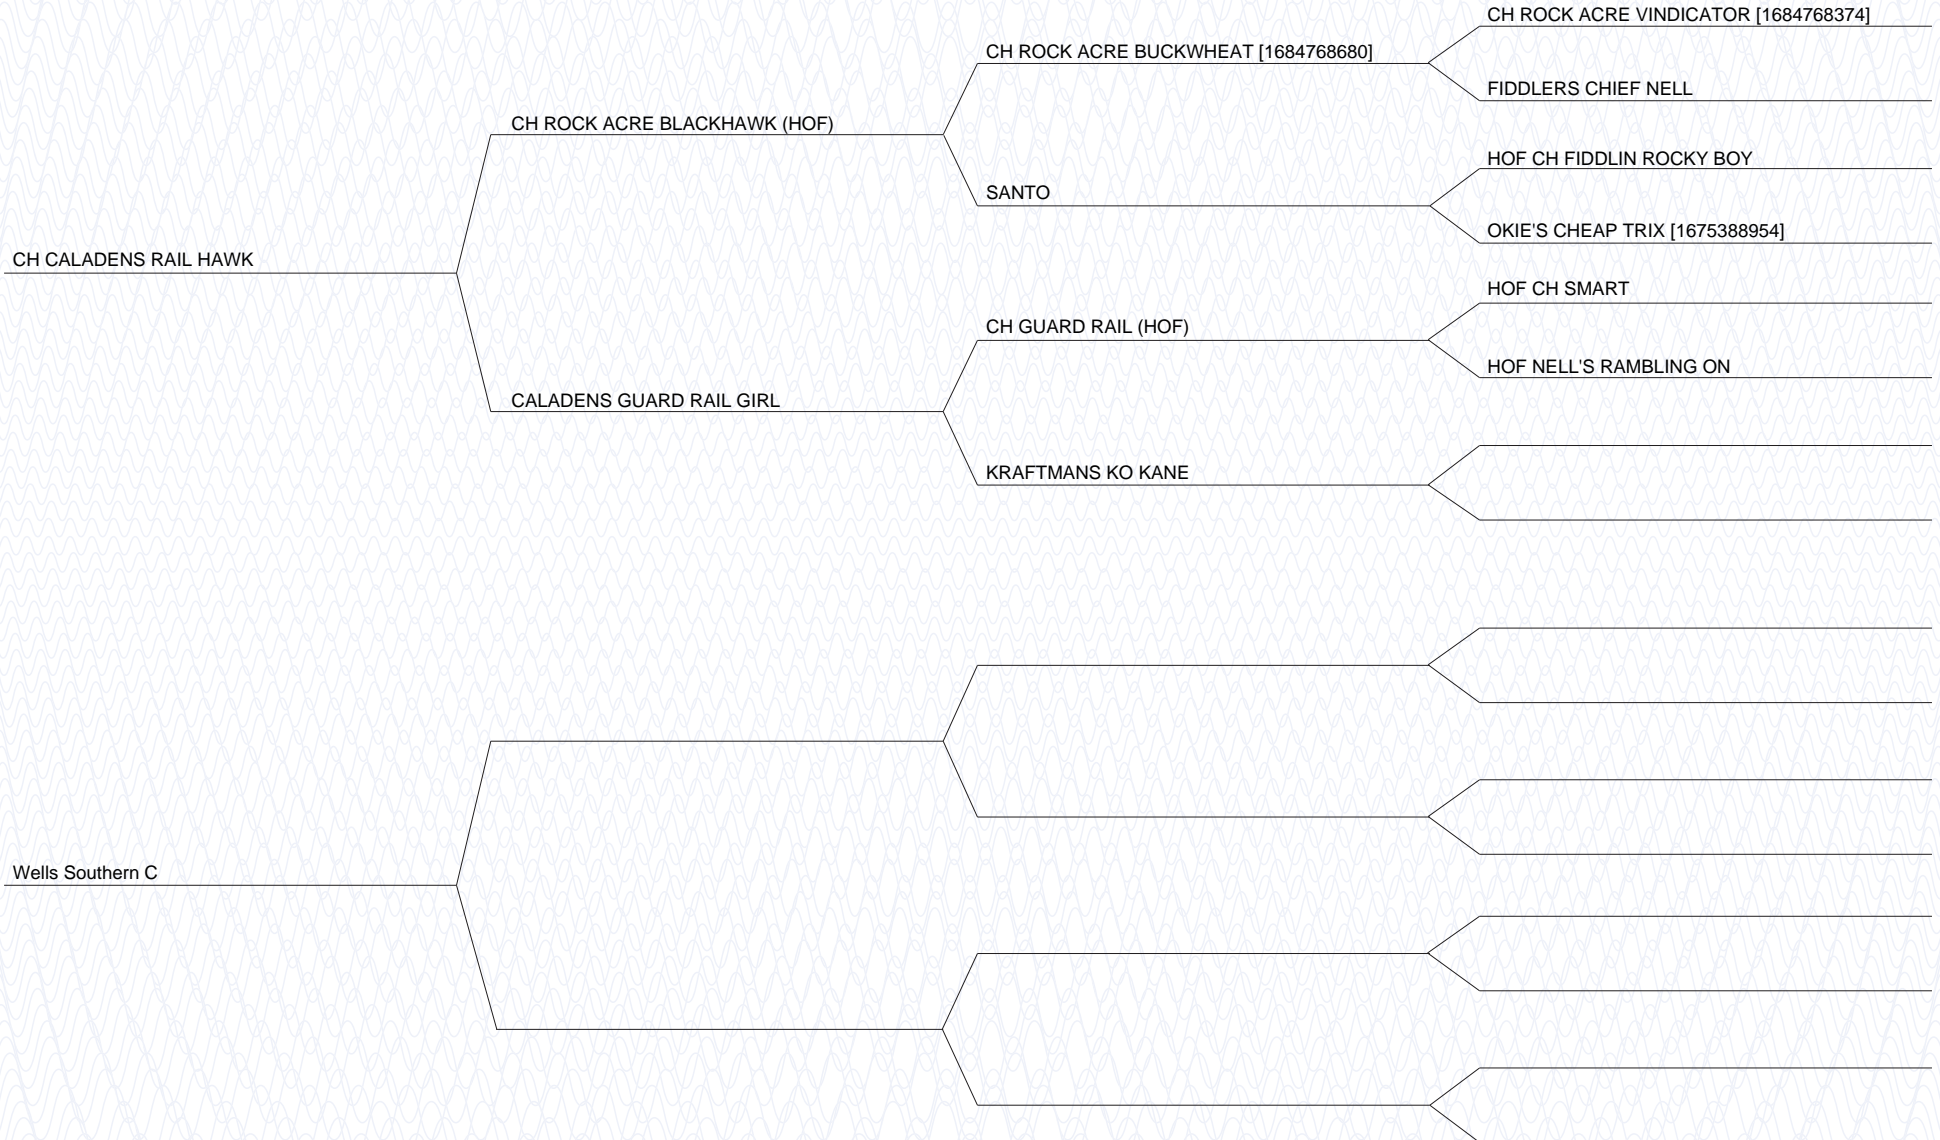 CH ROCK ACRE VINDICATOR [1684768374]
CH ROCK ACRE BUCKWHEAT [1684768680]
FIDDLERS CHIEF NELL
CH ROCK ACRE BLACKHAWK (HOF)
HOF CH FIDDLIN ROCKY BOY
SANTO
OKIE'S CHEAP TRIX [1675388954]
CH CALADENS RAIL HAWK
HOF CH SMART
CH GUARD RAIL (HOF)
HOF NELL'S RAMBLING ON
CALADENS GUARD RAIL GIRL
KRAFTMANS KO KANE
Wells Southern C